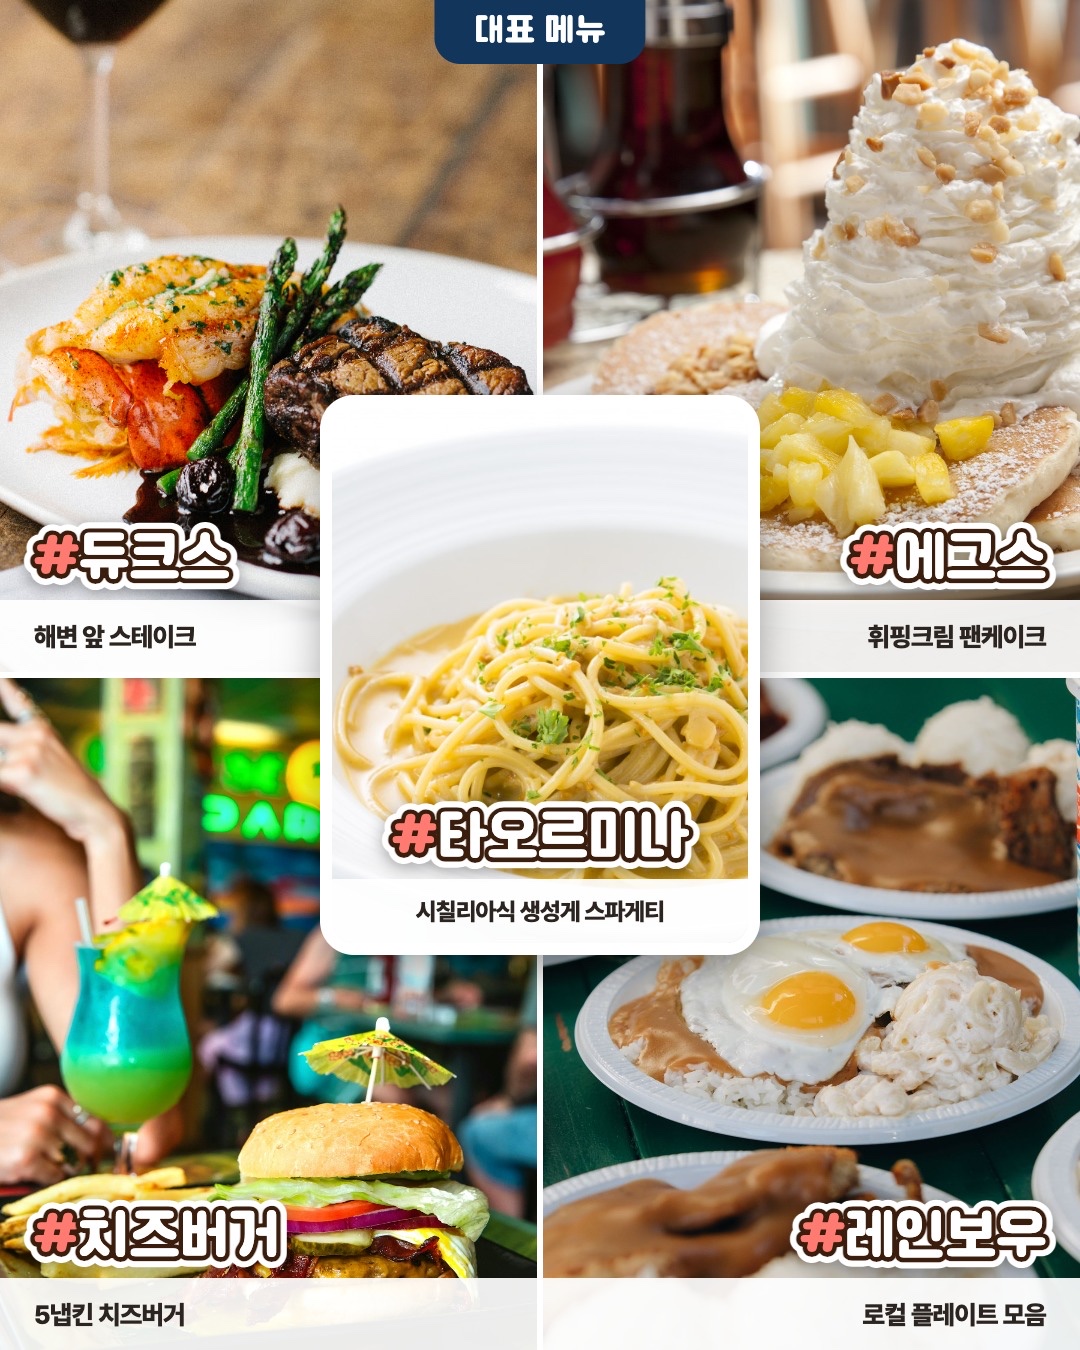 대표 메뉴
#듀크스
해변 앞 스테이크
#에그스
휘핑크림 팬케이크
#타오르미나
시칠리아식 생성게 스파게티
#치즈버거
5냅킨 치즈버거
#레인보우
로컬 플레이트 모음